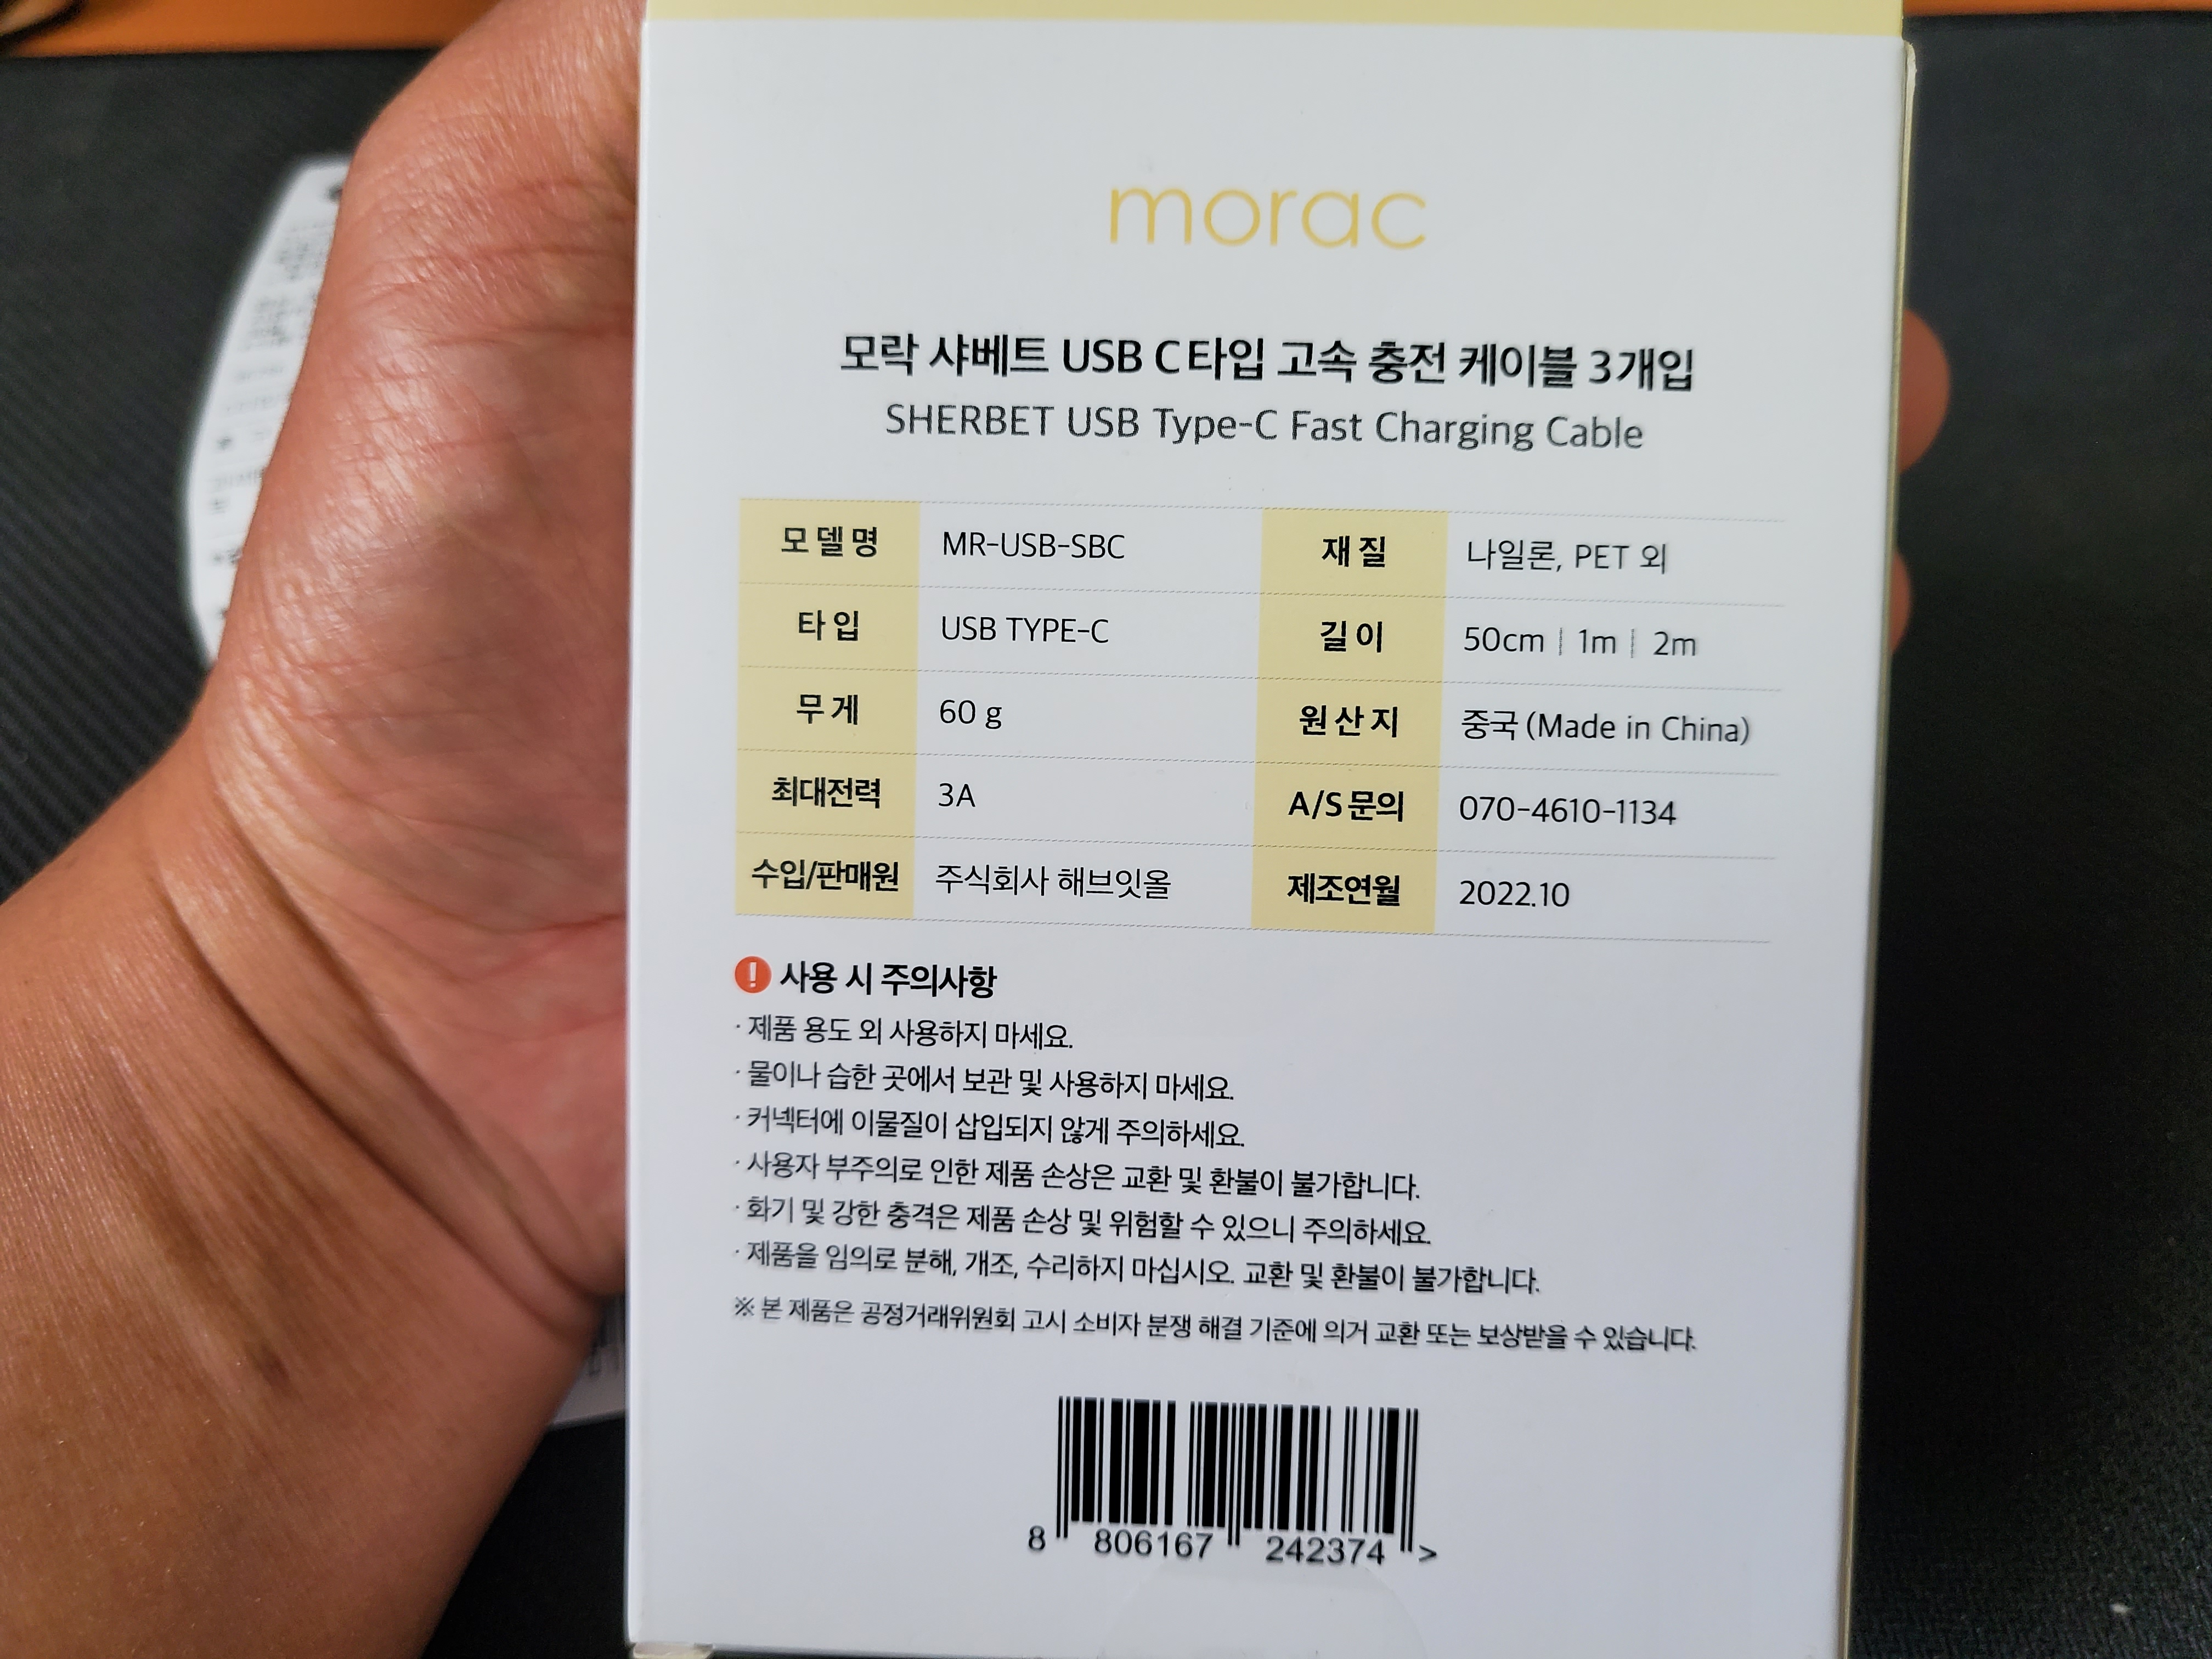 morac
모락 샤베트 USB C타입 고속 충전 케이블 3개입
SHERBET USB Type-C Fast Charging Cable
모델명 MR-USB-SBC 재질 나일론, PET 외
타입 USB TYPE-C 길이 50cm | 1m | 2m
무게 60 g 원산지 중국 (Made in China)
최대전력 3A A/S문의 070-4610-1134
수입/판매원 주식회사 해브잇올 제조연월 2022.10
! 사용 시 주의사항
· 제품 용도 외 사용하지 마세요.
· 물이나 습한 곳에서 보관 및 사용하지 마세요.
· 커넥터에 이물질이 삽입되지 않게 주의하세요.
· 사용자 부주의로 인한 제품 손상은 교환 및 환불이 불가합니다.
· 화기 및 강한 충격은 제품 손상 및 위험할 수 있으니 주의하세요.
· 제품을 임의로 분해, 개조, 수리하지 마십시오. 교환 및 환불이 불가합니다.
※ 본 제품은 공정거래위원회 고시 소비자 분쟁 해결 기준에 의거 교환 또는 보상받을 수 있습니다.
8 806167 242374 >